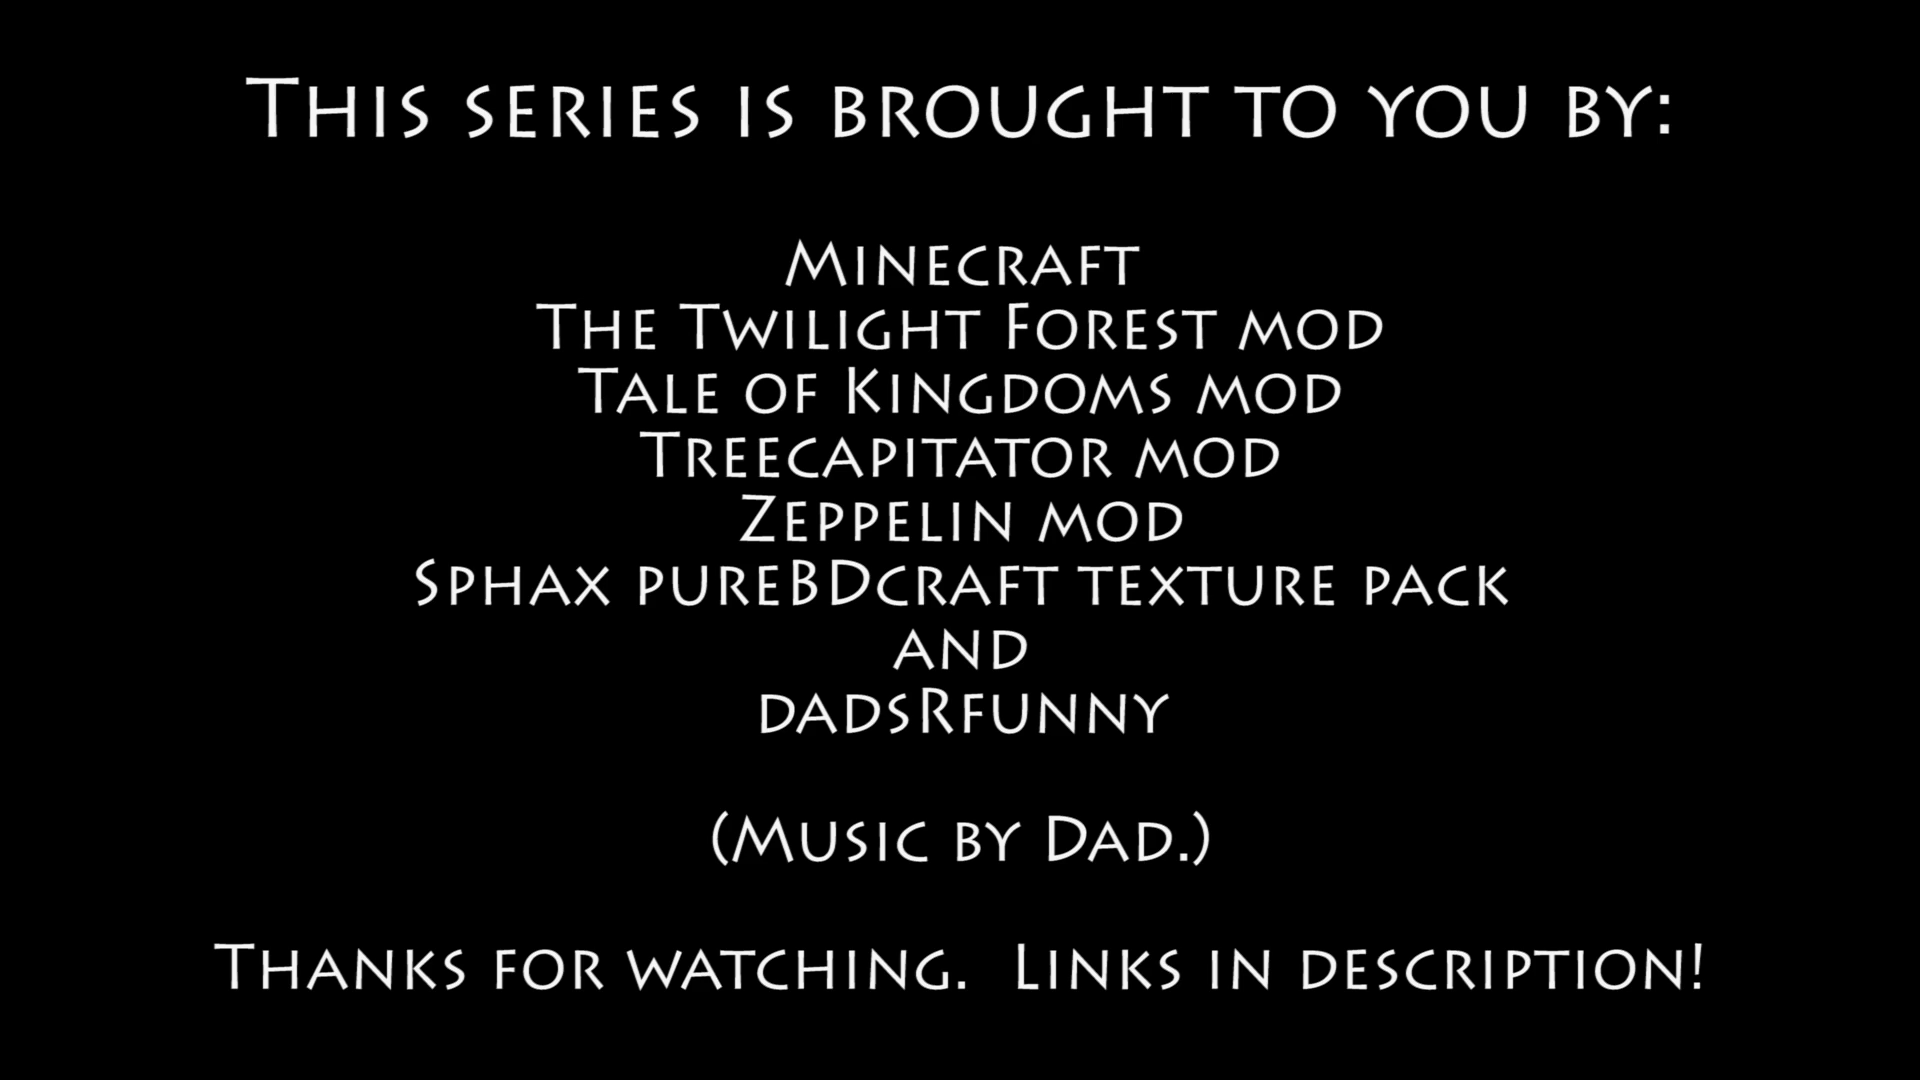 This series is brought to you by:
Minecraft
The Twilight Forest mod
Tale of Kingdoms mod
Treecapitator mod
Zeppelin mod
Sphax pureBDcraft texture pack
and
dadsRfunny
(Music by Dad.)
Thanks for watching.  Links in description!